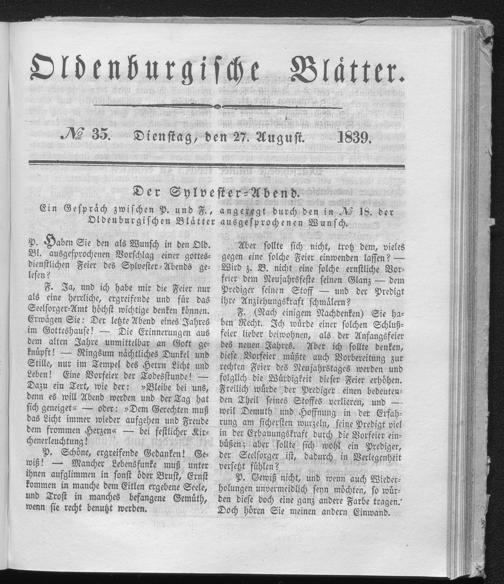 Oldenburgische Blätter.
№ 35. Dienstag, den 27. August. 1839.
Der Sylvester-Abend.
Ein Gespräch zwischen P. und F., angeregt durch den in № 18. der
Oldenburgischen Blätter ausgesprochenen Wunsch.
P. Haben Sie den als Wunsch in den Old.
Bl. ausgesprochenen Vorschlag einer gottes-
dienstlichen Feier des Sylvester-Abends ge-
lesen?
F. Ja, und ich habe mir die Feier nur
als eine herrliche, ergreifende und für das
Seelsorger-Amt höchst wichtige denken können.
Erwägen Sie: Der letzte Abend eines Jahres
im Gotteshause! — Die Erinnerungen aus
dem alten Jahre unmittelbar an Gott ge-
knüpft! — Ringsum nächtliches Dunkel und
Stille, nur im Tempel des Herrn Licht und
Leben! Eine Vorfeier der Todesstunde! —
Dazu ein Text, wie der: »Bleibe bei uns,
denn es will Abend werden und der Tag hat
sich geneiget« — oder: »Dem Gerechten muß
das Licht immer wieder aufgehen und Freude
dem frommen Herzen« — bei festlicher Kir-
chenerleuchtung!
P. Schöne, ergreifende Gedanken! Ge-
wiß! — Mancher Lebensfunke muß unter
ihnen aufglimmen in sonst öder Brust, Ernst
kommen in manche dem Eitlen ergebene Seele,
und Trost in manches befangene Gemüth,
wenn sie recht benutzt werden.
Aber sollte sich nicht, trotz dem, vieles
gegen eine solche Feier einwenden lassen? —
Wird z. B. nicht eine solche ernstliche Vor-
feier dem Neujahrsfeste seinen Glanz — dem
Prediger seinen Stoff — und der Predigt
ihre Anziehungskraft schmälern?
F. (Nach einigem Nachdenken) Sie ha-
ben Recht. Ich würde einer solchen Schluß-
feier lieber beiwohnen, als der Anfangsfeier
des neuen Jahrs. Aber ich sollte denken,
diese Vorfeier müßte auch Vorbereitung zur
rechten Feier des Neujahrstages werden und
folglich die Würdigkeit dieser Feier erhöhen.
Freilich würde der Prediger einen bedeuten-
den Theil seines Stoffes verlieren, und —
weil Demuth und Hoffnung in der Erfah-
rung am sichersten wurzeln, seine Predigt viel
in der Erbauungskraft durch die Vorfeier ein-
büßen; aber sollte sich wohl ein Prediger,
der Seelsorger ist, dadurch in Verlegenheit
versetzt fühlen?
P. Gewiß nicht, und wenn auch Wieder-
holungen unvermeidlich seyn möchten, so wür-
den diese doch eine ganz andere Farbe tragen.
Doch hören Sie meinen andern Einwand.